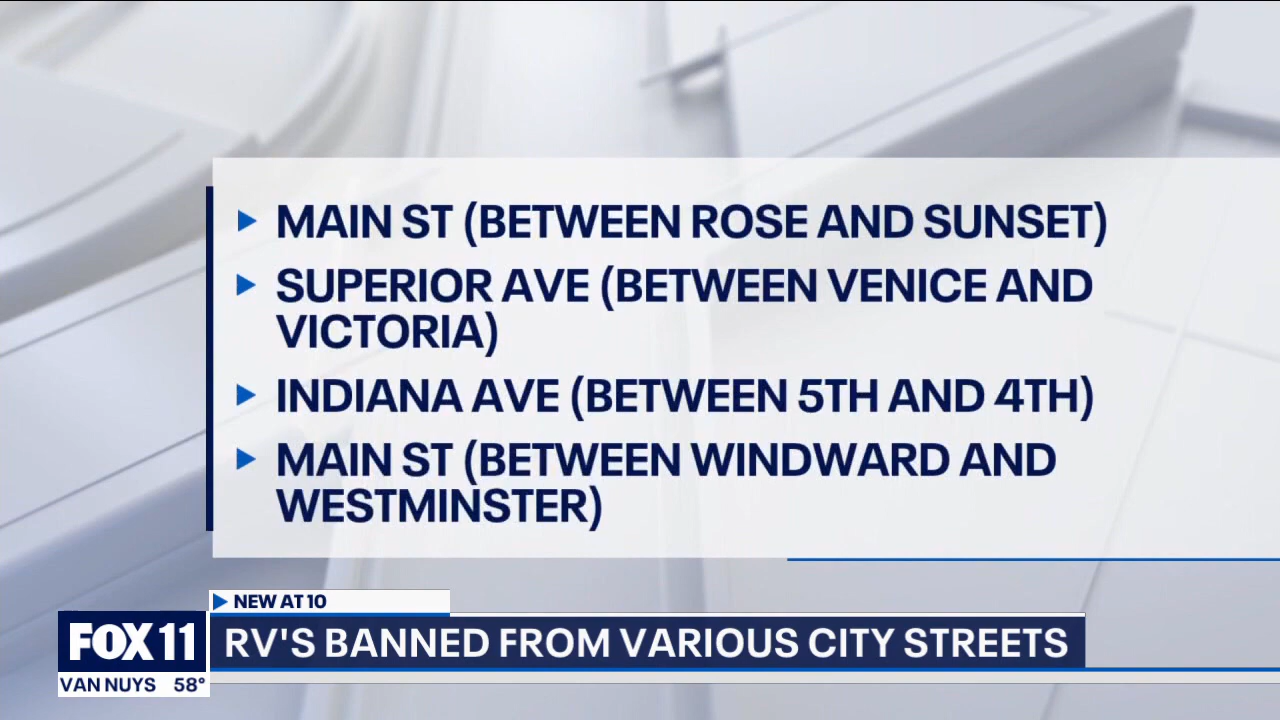 MAIN ST (BETWEEN ROSE AND SUNSET)
SUPERIOR AVE (BETWEEN VENICE AND
VICTORIA)
INDIANA AVE (BETWEEN 5TH AND 4TH)
MAIN ST (BETWEEN WINDWARD AND
WESTMINSTER)
NEW AT 10
FOX 11
RV'S BANNED FROM VARIOUS CITY STREETS
VAN NUYS 58°